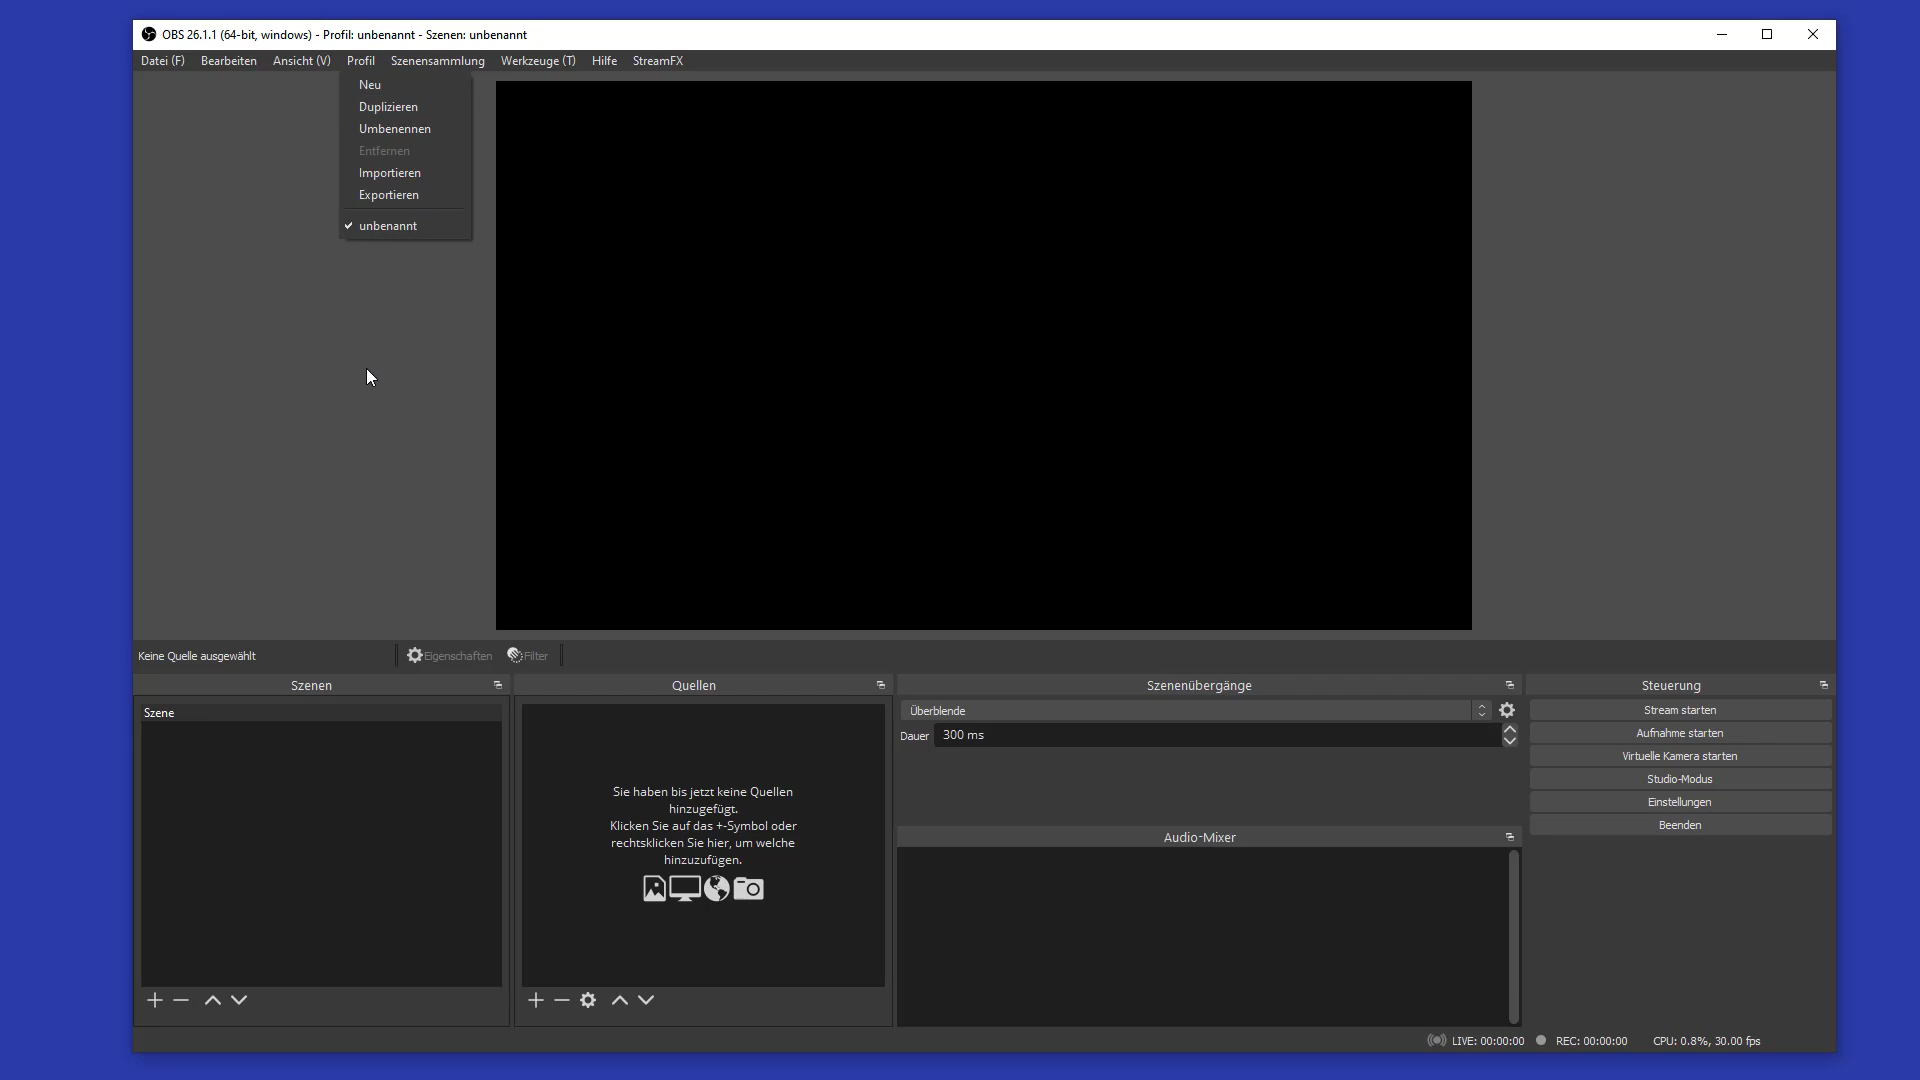 OBS 26.1.1 (64-bit, windows) - Profil: unbenannt - Szenen: unbenannt
Datei (F) Bearbeiten Ansicht (V) Profil Szenensammlung Werkzeuge (T) Hilfe StreamFX
Neu
Duplizieren
Umbenennen
Entfernen
Importieren
Exportieren
unbenannt
Keine Quelle ausgewählt Eigenschaften Filter
Szenen
Szene
Quellen
Sie haben bis jetzt keine Quellen
hinzugefügt.
Klicken Sie auf das +-Symbol oder
rechtsklicken Sie hier, um welche
hinzuzufügen.
Szenenübergänge
Überblende
Dauer 300 ms
Audio-Mixer
Steuerung
Stream starten
Aufnahme starten
Virtuelle Kamera starten
Studio-Modus
Einstellungen
Beenden
LIVE: 00:00:00 REC: 00:00:00 CPU: 0.8%, 30.00 fps